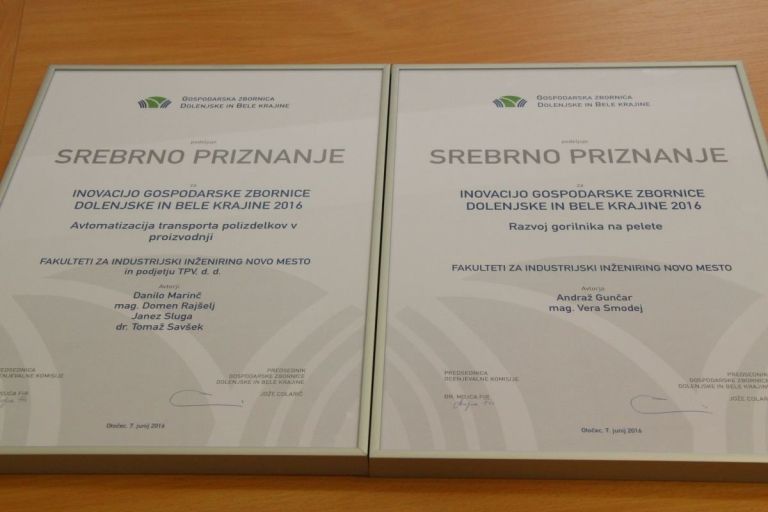 GOSPODARSKA ZBORNICA
DOLENJSKE IN BELE KRAJINE
podeljuje
SREBRNO PRIZNANJE
za
INOVACIJO GOSPODARSKE ZBORNICE
DOLENJSKE IN BELE KRAJINE 2016
Avtomatizacija transporta polizdelkov v
proizvodnji
FAKULTETI ZA INDUSTRIJSKI INŽENIRING NOVO MESTO
in podjetju TPV, d. d.
Avtorji
Danilo Marinč
mag. Domen Rajšelj
Janez Sluga
dr. Tomaž Savšek
PREDSEDNIK
GOSPODARSKE ZBORNICE
DOLENJSKE IN BELE KRAJINE
JOŽE COLARIČ
Otočec, 7. junij 2016
GOSPODARSKA ZBORNICA
DOLENJSKE IN BELE KRAJINE
podeljuje
SREBRNO PRIZNANJE
za
INOVACIJO GOSPODARSKE ZBORNICE
DOLENJSKE IN BELE KRAJINE 2016
Razvoj gorilnika na pelete
FAKULTETI ZA INDUSTRIJSKI INŽENIRING NOVO MESTO
Avtorja
Andraž Gunčar
mag. Vera Smodej
PREDSEDNICA
OCENJEVALNE KOMISIJE
DR. MOJCA
PREDSEDNIK
GOSPODARSKE ZBORNICE
DOLENJSKE IN BELE KRAJINE
JOŽE COLARIČ
Otočec, 7. junij 2016